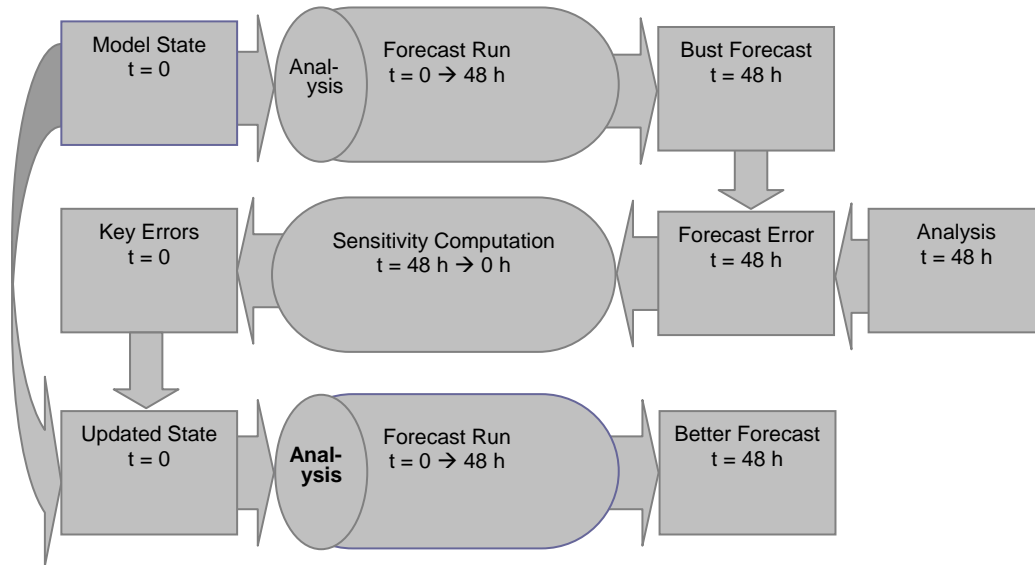 Model State
t = 0
Anal-
ysis
Forecast Run
t = 0 → 48 h
Bust Forecast
t = 48 h
Key Errors
t = 0
Sensitivity Computation
t = 48 h → 0 h
Forecast Error
t = 48 h
Analysis
t = 48 h
Updated State
t = 0
Anal-
ysis
Forecast Run
t = 0 → 48 h
Better Forecast
t = 48 h